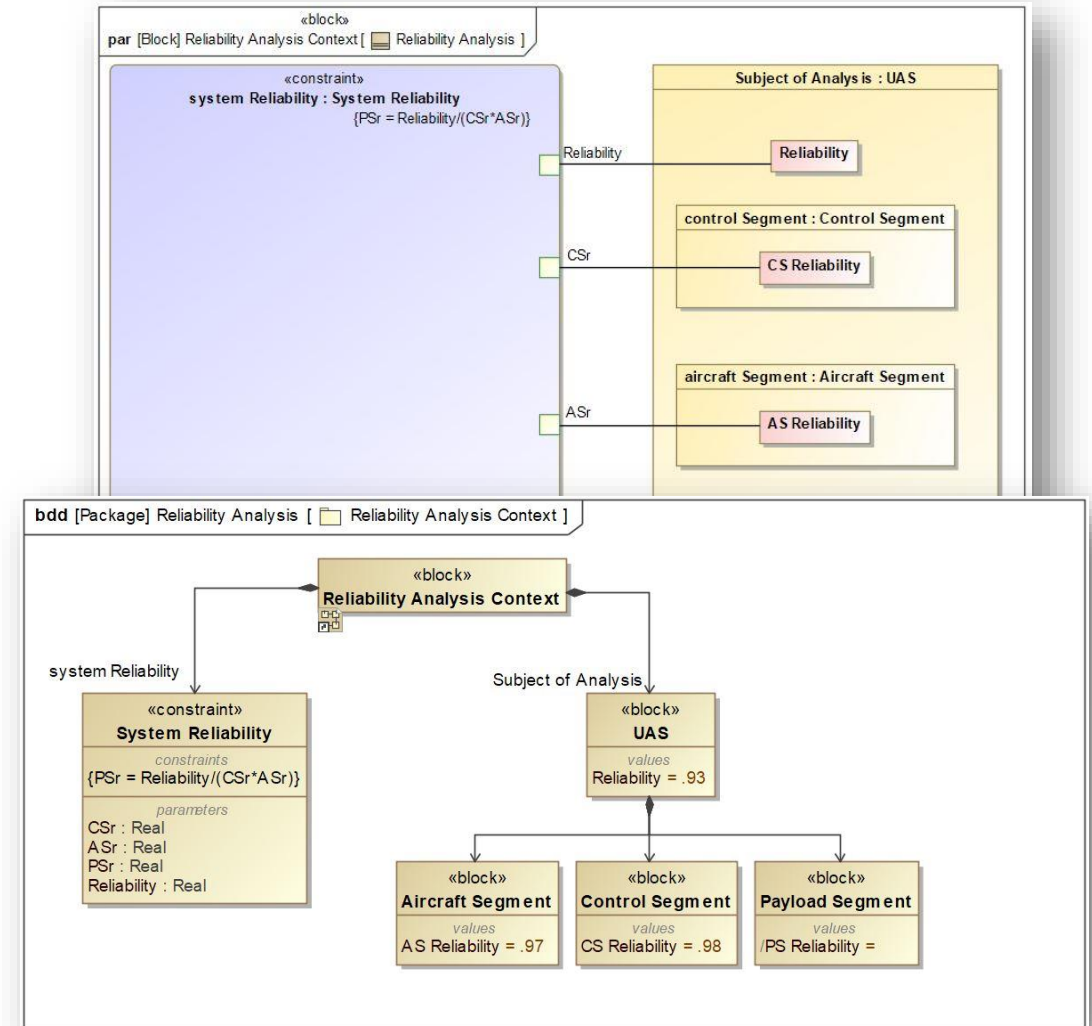 «block»
par [Block] Reliability Analysis Context [ Reliability Analysis ]
«constraint»
system Reliability : System Reliability
{PSr = Reliability/(CSr*ASr)}
Subject of Analysis : UAS
Reliability
Reliability
control Segment : Control Segment
CSr
CS Reliability
aircraft Segment : Aircraft Segment
ASr
AS Reliability
bdd [Package] Reliability Analysis [ Reliability Analysis Context ]
«block»
Reliability Analysis Context
system Reliability
Subject of Analysis
«constraint»
System Reliability
constraints
{PSr = Reliability/(CSr*ASr)}
parameters
CSr : Real
ASr : Real
PSr : Real
Reliability : Real
«block»
UAS
values
Reliability = .93
«block»
Aircraft Segment
values
AS Reliability = .97
«block»
Control Segment
values
CS Reliability = .98
«block»
Payload Segment
values
/PS Reliability =